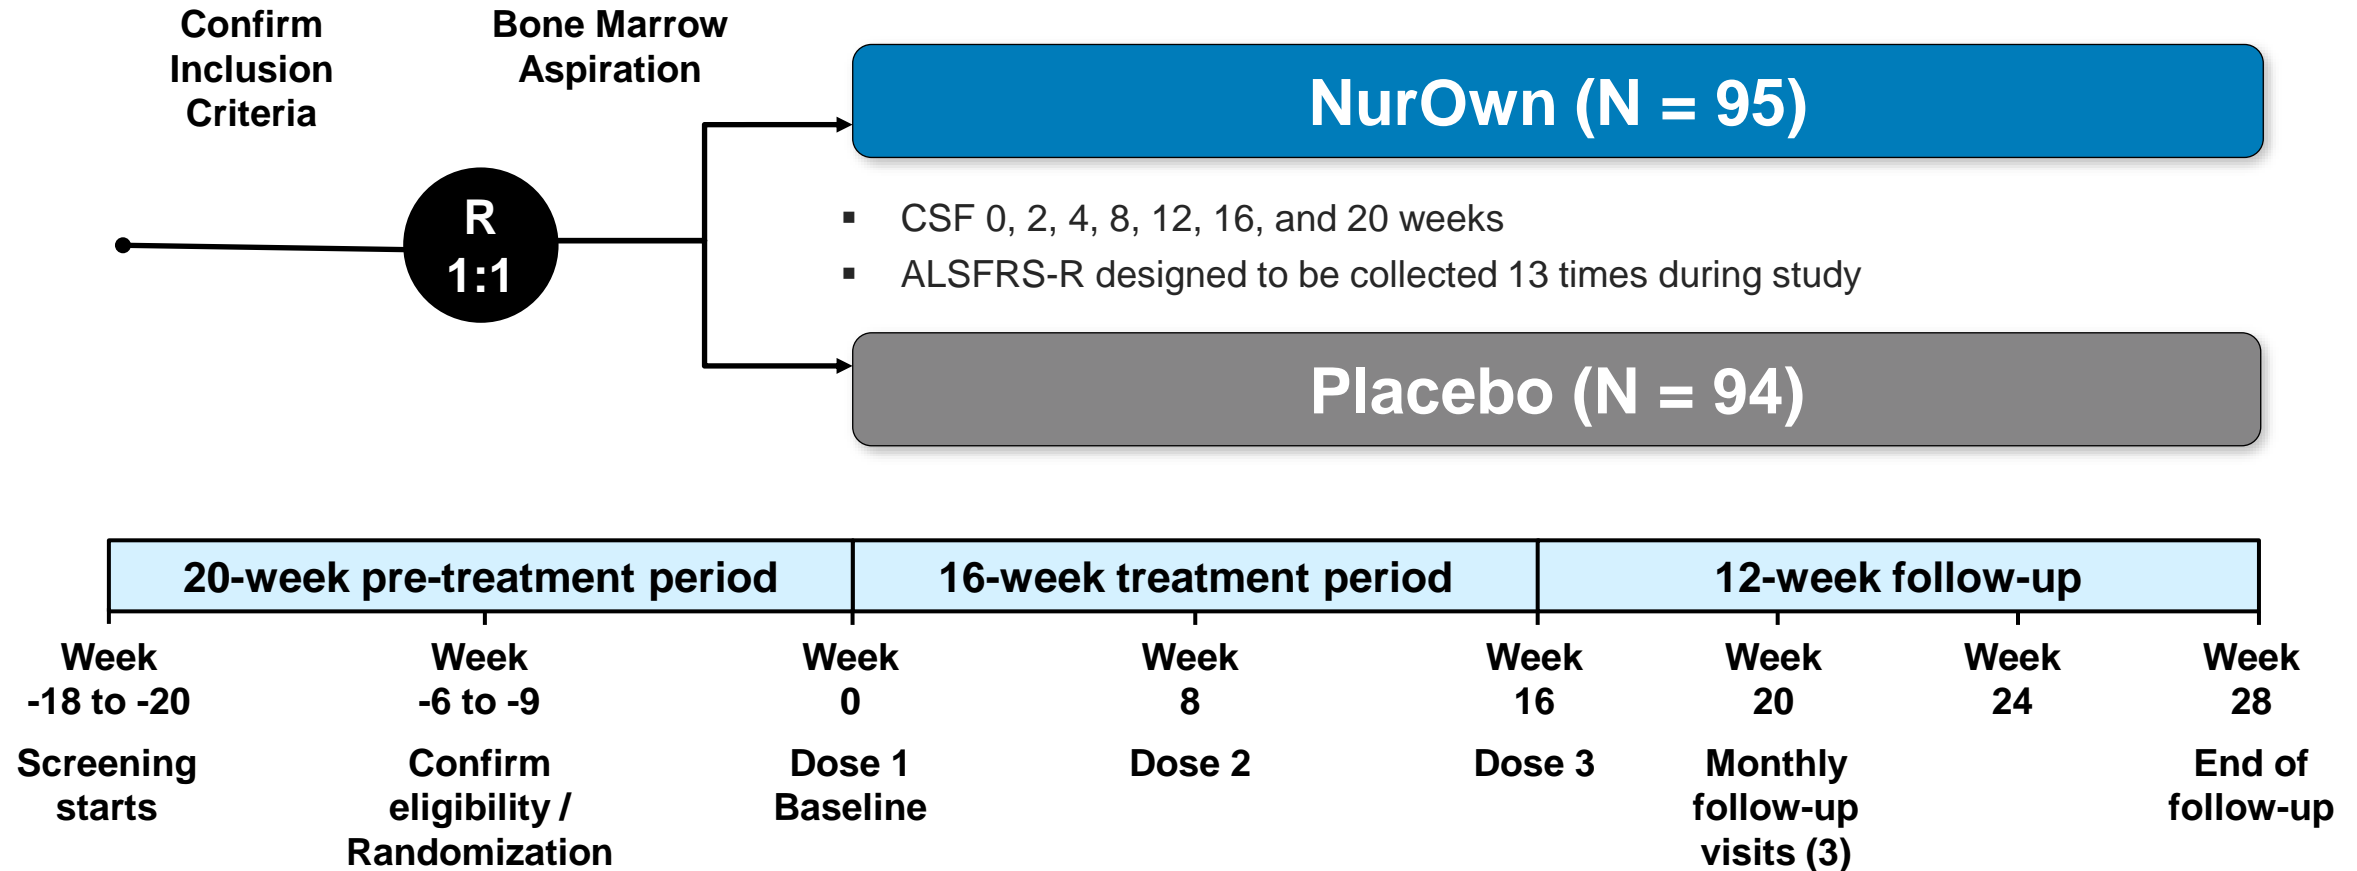 Confirm
Inclusion
Criteria
Bone Marrow
Aspiration
R
1:1
NurOwn (N = 95)
▪ CSF 0, 2, 4, 8, 12, 16, and 20 weeks
▪ ALSFRS-R designed to be collected 13 times during study
Placebo (N = 94)
20-week pre-treatment period
16-week treatment period
12-week follow-up
Week
-18 to -20
Screening
starts
Week
-6 to -9
Confirm
eligibility /
Randomization
Week
0
Dose 1
Baseline
Week
8
Dose 2
Week
16
Dose 3
Week
20
Monthly
follow-up
visits (3)
Week
24
Week
28
End of
follow-up